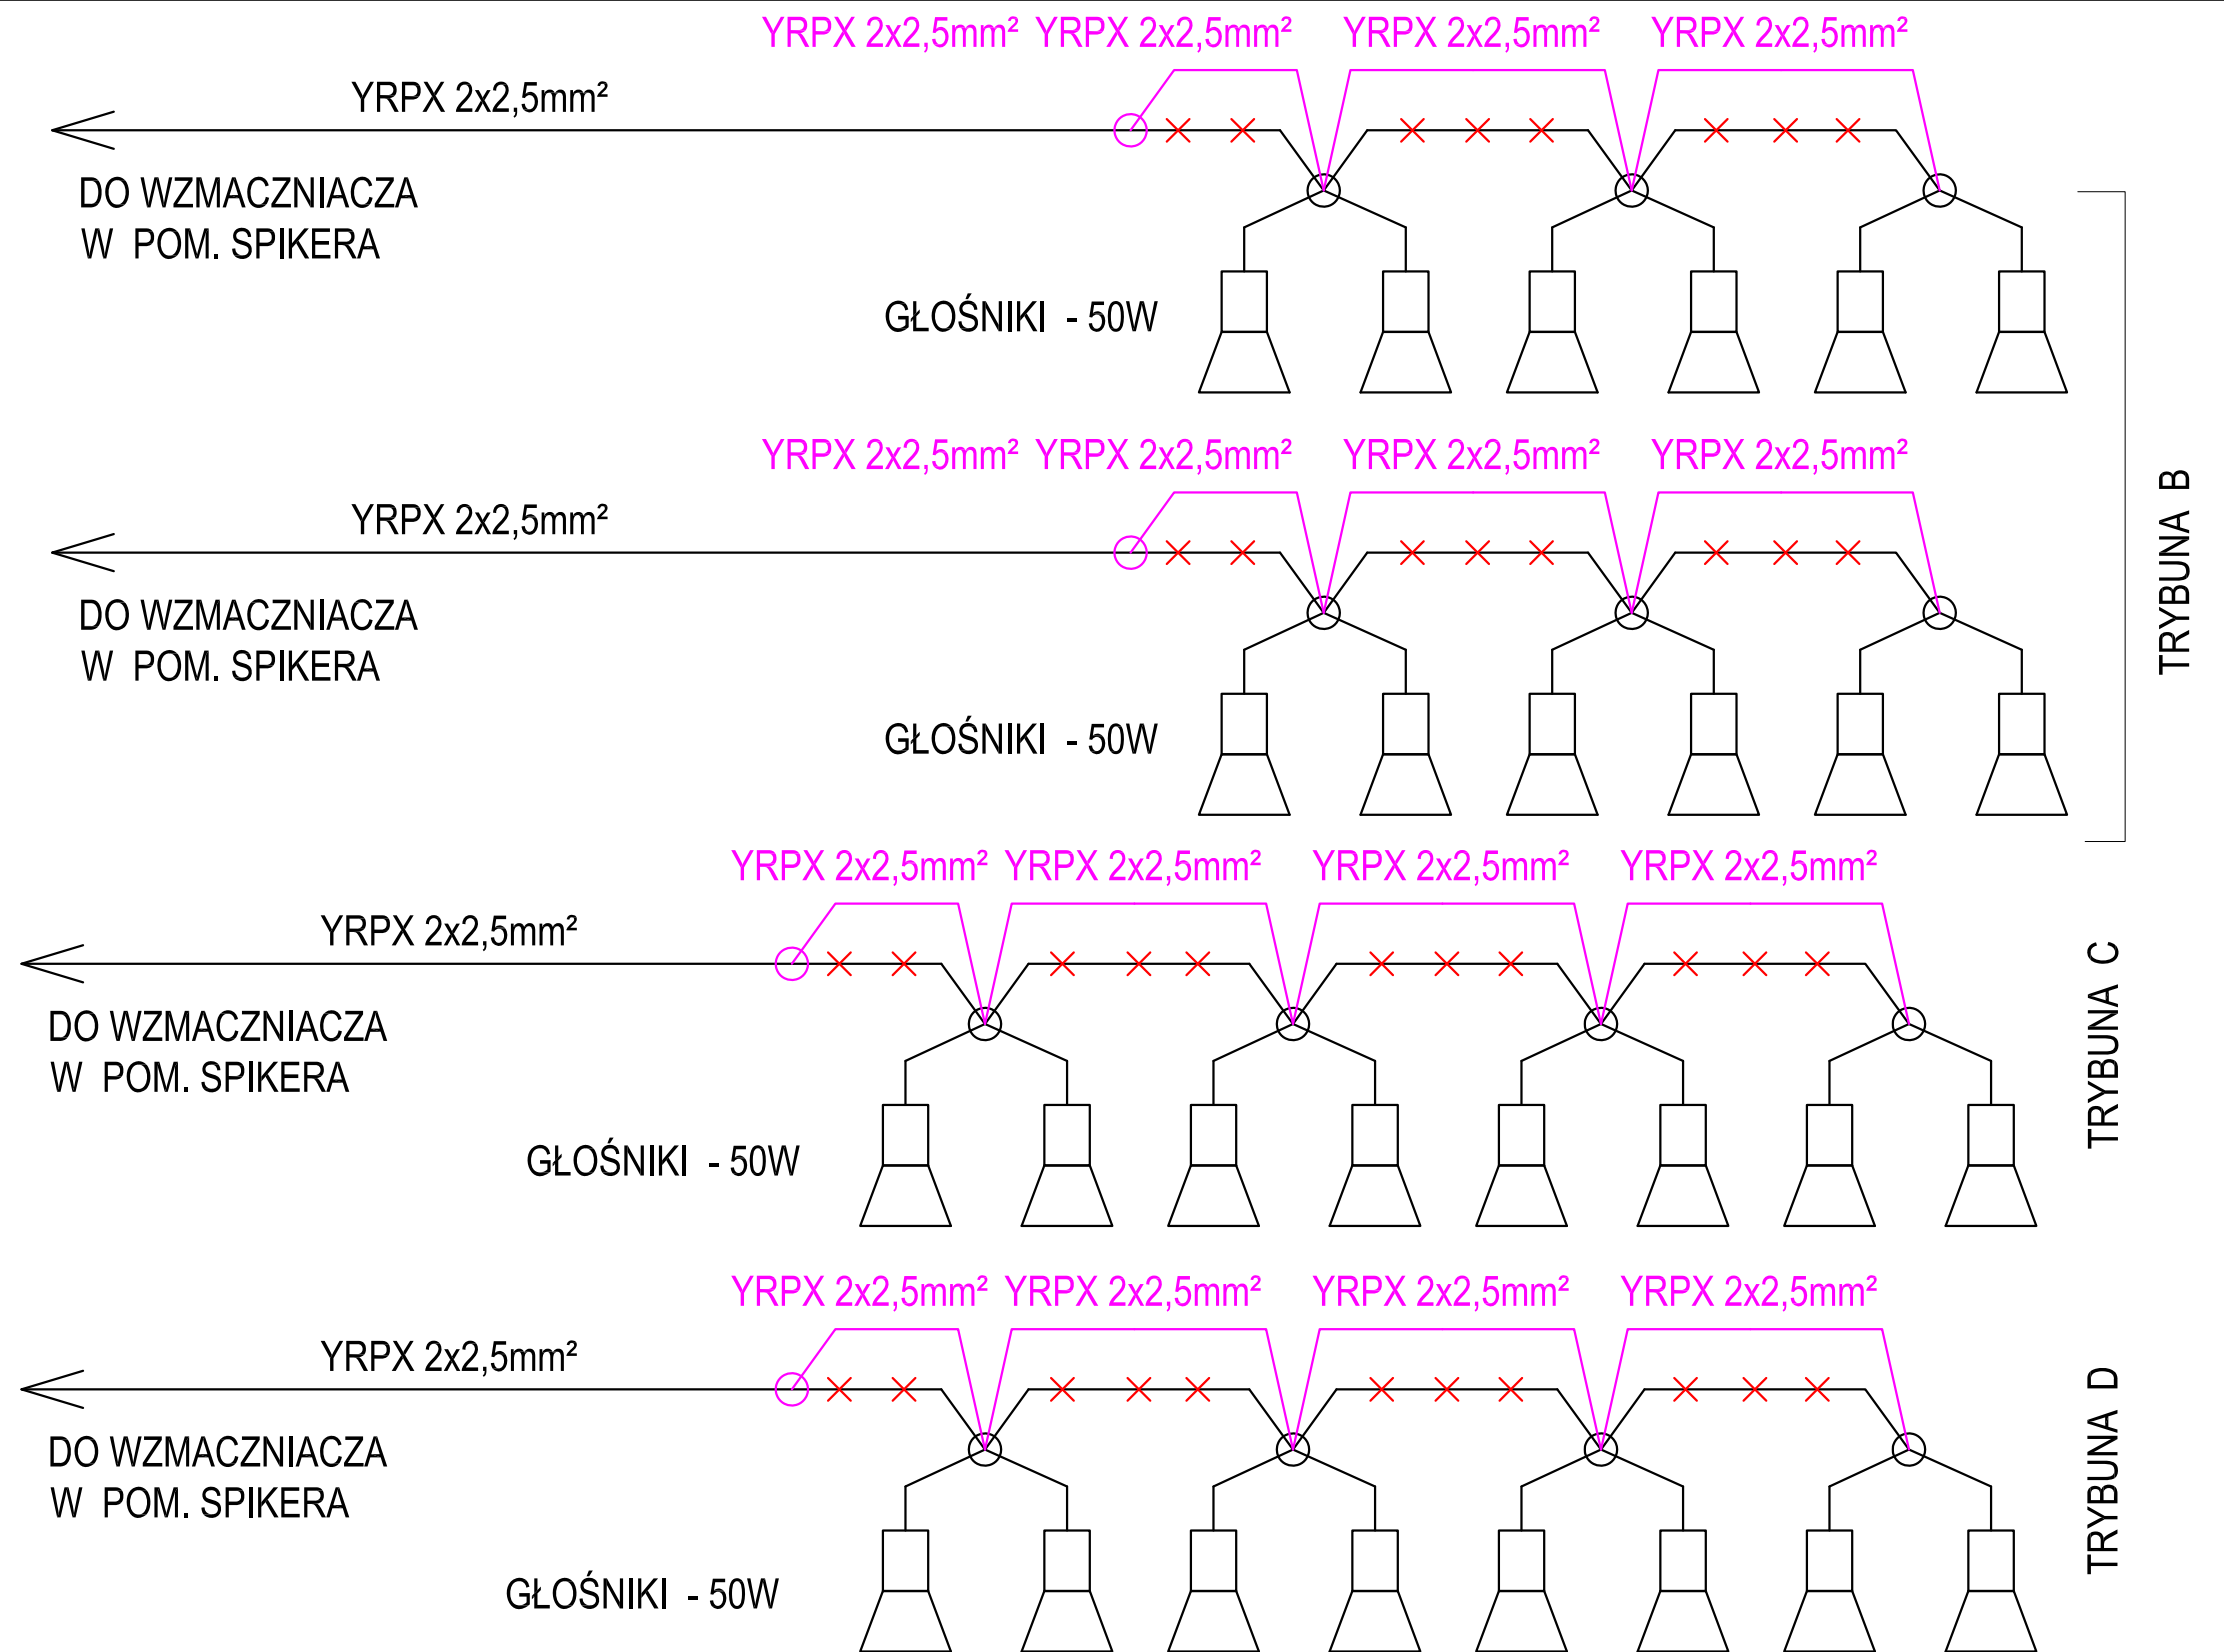 YRPX 2x2,5mm² YRPX 2x2,5mm² YRPX 2x2,5mm² YRPX 2x2,5mm²
YRPX 2x2,5mm²
DO WZMACZNIACZA
W POM. SPIKERA
GŁOŚNIKI - 50W
YRPX 2x2,5mm² YRPX 2x2,5mm² YRPX 2x2,5mm² YRPX 2x2,5mm²
YRPX 2x2,5mm²
DO WZMACZNIACZA
W POM. SPIKERA
GŁOŚNIKI - 50W
TRYBUNA B
YRPX 2x2,5mm² YRPX 2x2,5mm² YRPX 2x2,5mm² YRPX 2x2,5mm²
YRPX 2x2,5mm²
DO WZMACZNIACZA
W POM. SPIKERA
GŁOŚNIKI - 50W
TRYBUNA C
YRPX 2x2,5mm² YRPX 2x2,5mm² YRPX 2x2,5mm² YRPX 2x2,5mm²
YRPX 2x2,5mm²
DO WZMACZNIACZA
W POM. SPIKERA
GŁOŚNIKI - 50W
TRYBUNA D